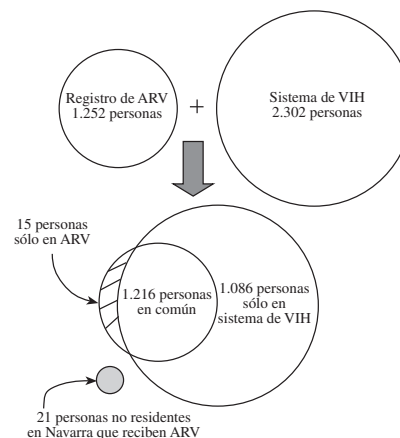 Registro de ARV
1.252 personas
+
Sistema de VIH
2.302 personas
15 personas
sólo en ARV
1.216 personas
en común
1.086 personas
sólo en
sistema de VIH
21 personas no residentes
en Navarra que reciben ARV